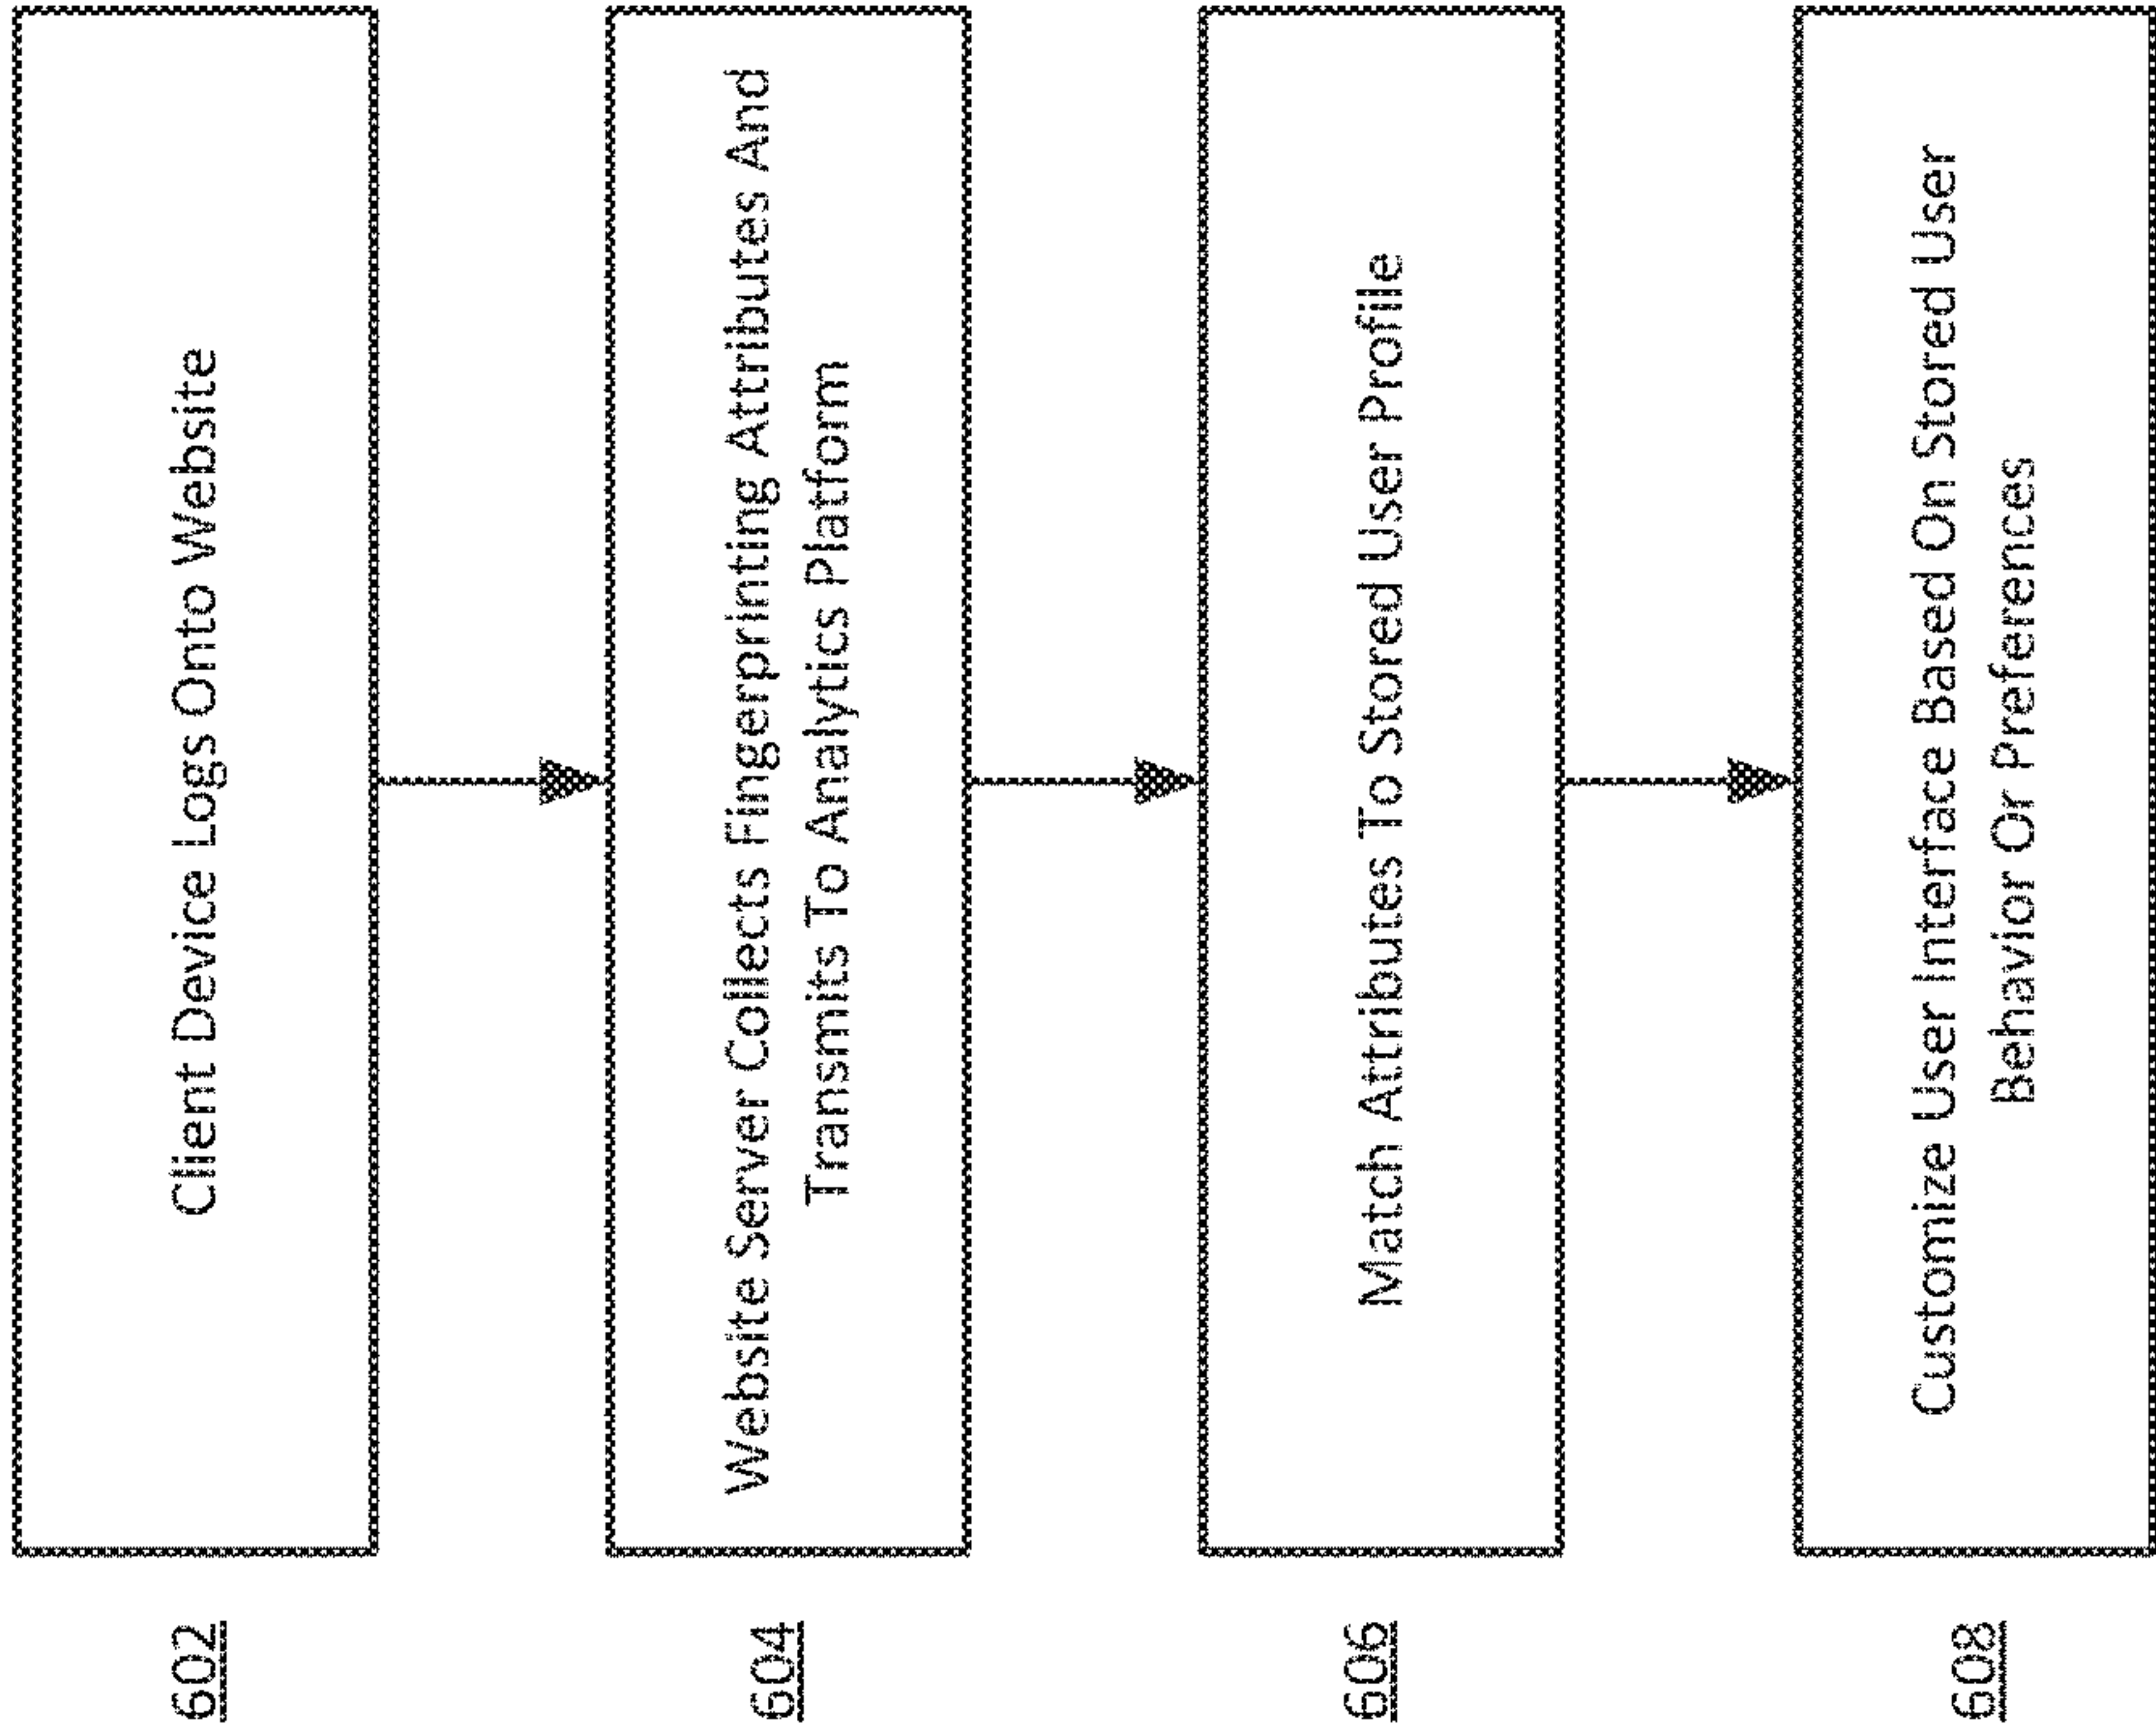 602
Client Device Logs Onto Website
604
Website Server Collects Fingerprinting Attributes And
Transmits To Analytics Platform
606
Match Attributes To Stored User Profile
608
Customize User Interface Based On Stored User
Behavior Or Preferences